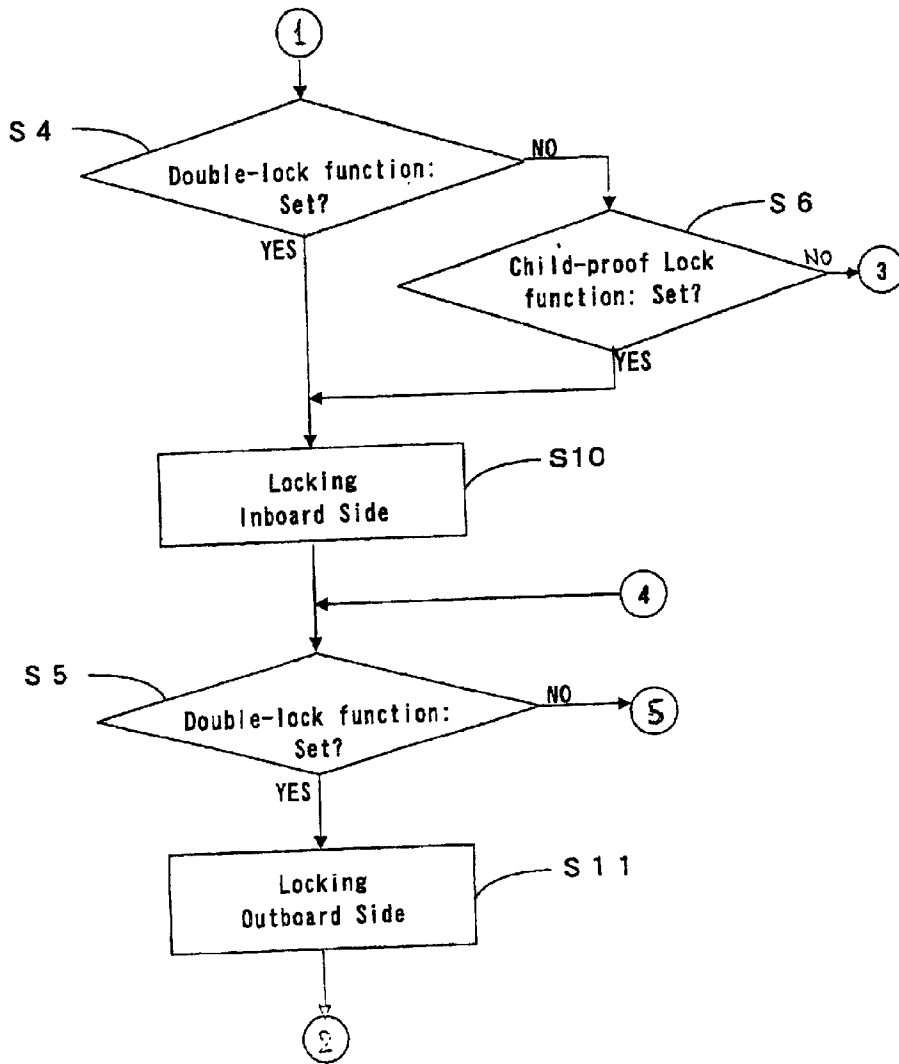 1
S 4
Double-lock function:
Set?
NO
YES
S 6
Child-proof Lock
function: Set?
NO
3
YES
S10
Locking
Inboard Side
4
S 5
Double-lock function:
Set?
NO
5
YES
S 1 1
Locking
Outboard Side
2